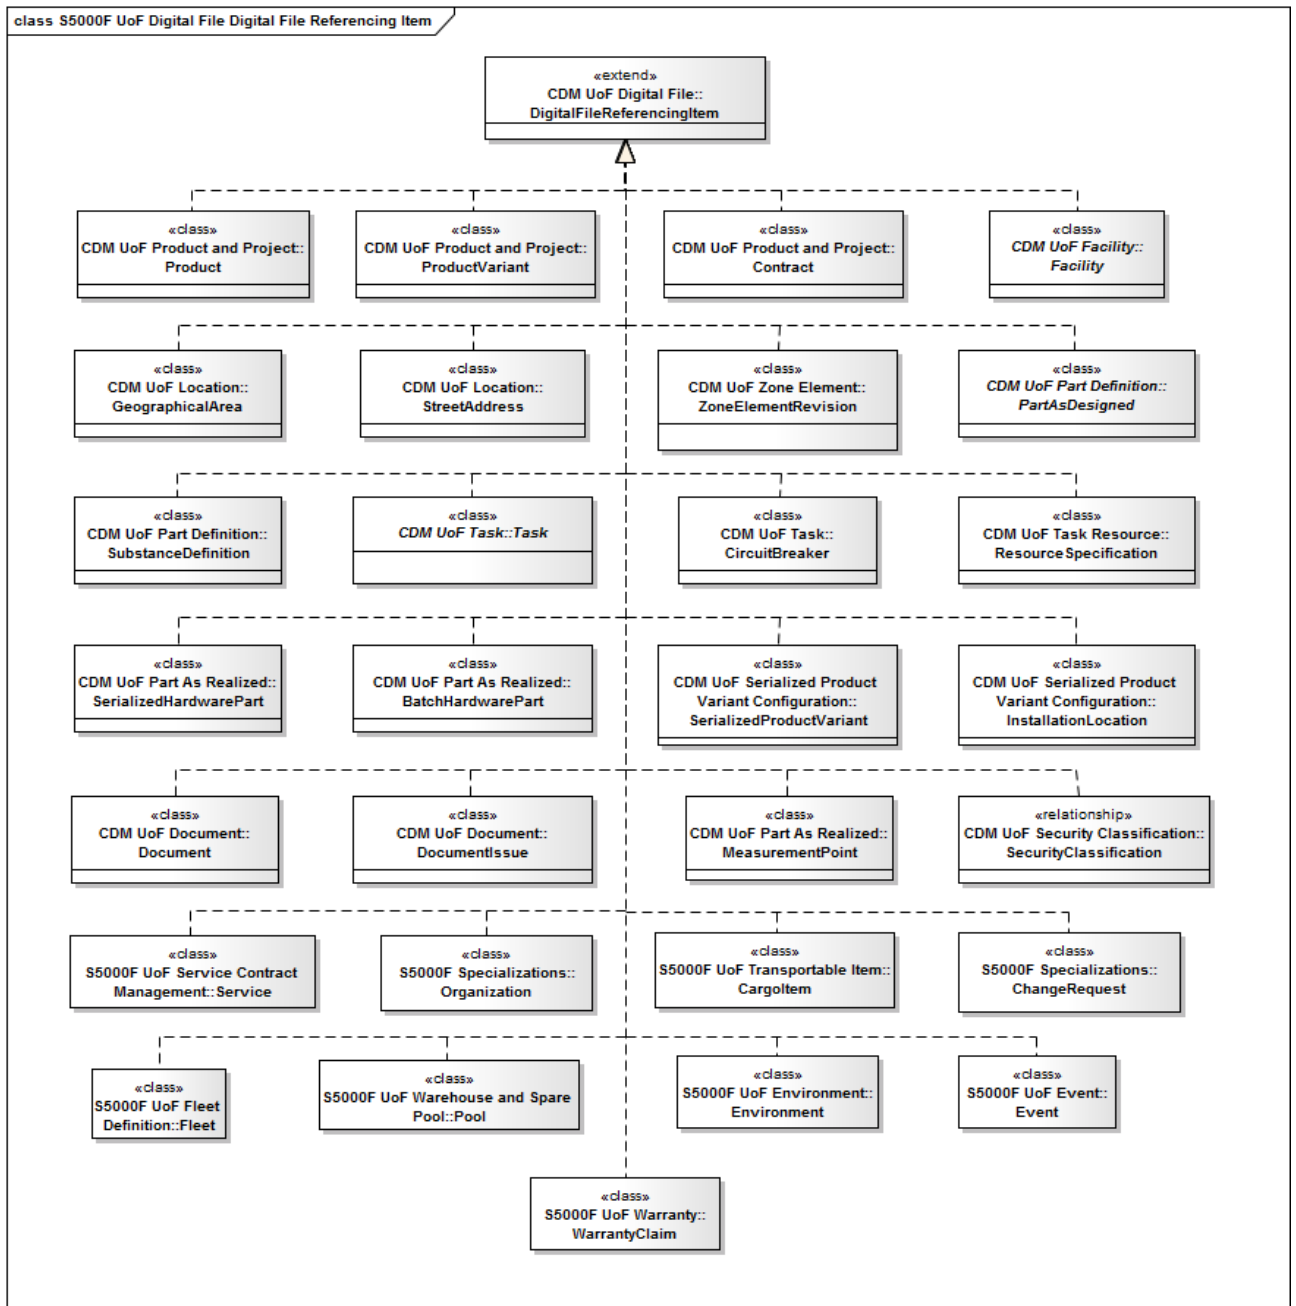 class S5000F UoF Digital File Digital File Referencing Item
«extend»
CDM UoF Digital File::
DigitalFileReferencingItem
«class»
CDM UoF Product and Project::
Product
«class»
CDM UoF Product and Project::
ProductVariant
«class»
CDM UoF Product and Project::
Contract
«class»
CDM UoF Facility::
Facility
«class»
CDM UoF Location::
GeographicalArea
«class»
CDM UoF Location::
StreetAddress
«class»
CDM UoF Zone Element::
ZoneElementRevision
«class»
CDM UoF Part Definition::
PartAsDesigned
«class»
CDM UoF Part Definition::
SubstanceDefinition
«class»
CDM UoF Task::Task
«class»
CDM UoF Task::
CircuitBreaker
«class»
CDM UoF Task Resource::
ResourceSpecification
«class»
CDM UoF Part As Realized::
SerializedHardwarePart
«class»
CDM UoF Part As Realized::
BatchHardwarePart
«class»
CDM UoF Serialized Product
Variant Configuration::
SerializedProductVariant
«class»
CDM UoF Serialized Product
Variant Configuration::
InstallationLocation
«class»
CDM UoF Document::
Document
«class»
CDM UoF Document::
DocumentIssue
«class»
CDM UoF Part As Realized::
MeasurementPoint
«relationship»
CDM UoF Security Classification::
SecurityClassification
«class»
S5000F UoF Service Contract
Management::Service
«class»
S5000F Specializations::
Organization
«class»
S5000F UoF Transportable Item::
CargoItem
«class»
S5000F Specializations::
ChangeRequest
«class»
S5000F UoF Fleet
Definition::Fleet
«class»
S5000F UoF Warehouse and Spare
Pool::Pool
«class»
S5000F UoF Environment::
Environment
«class»
S5000F UoF Event::
Event
«class»
S5000F UoF Warranty::
WarrantyClaim